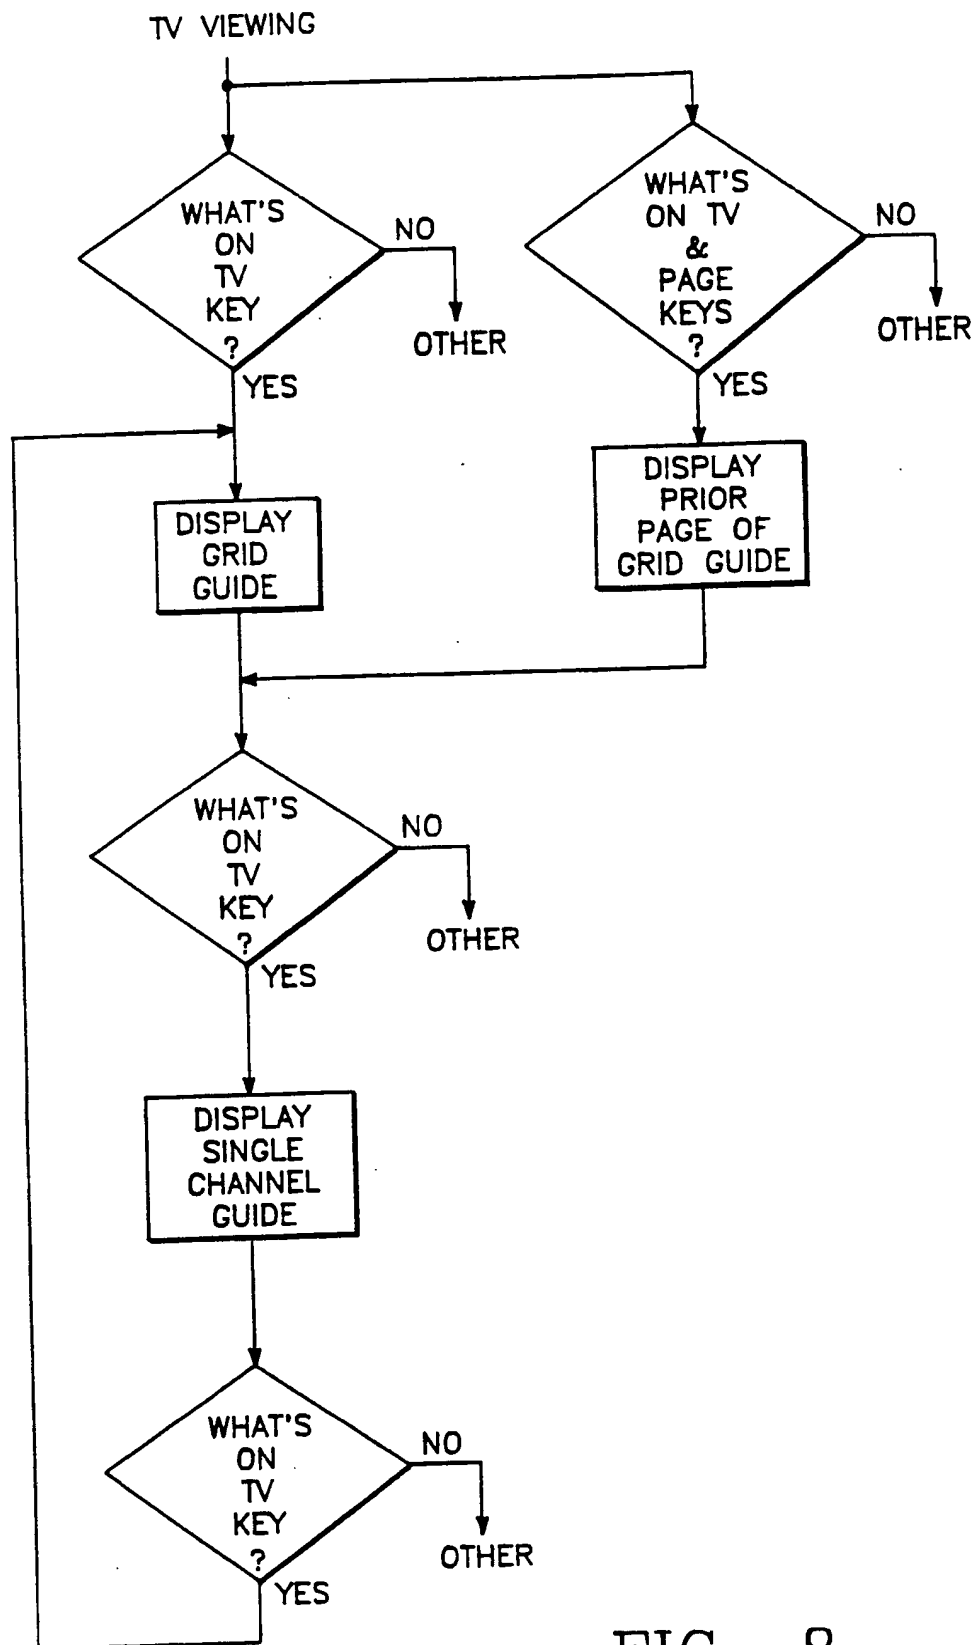 TV VIEWING
WHAT'S
ON
TV
KEY
?
NO
OTHER
YES
WHAT'S
ON TV
&
PAGE
KEYS
?
NO
OTHER
YES
DISPLAY
GRID
GUIDE
DISPLAY
PRIOR
PAGE OF
GRID GUIDE
WHAT'S
ON
TV
KEY
?
NO
OTHER
YES
DISPLAY
SINGLE
CHANNEL
GUIDE
WHAT'S
ON
TV
KEY
?
NO
OTHER
YES
FIG. 8